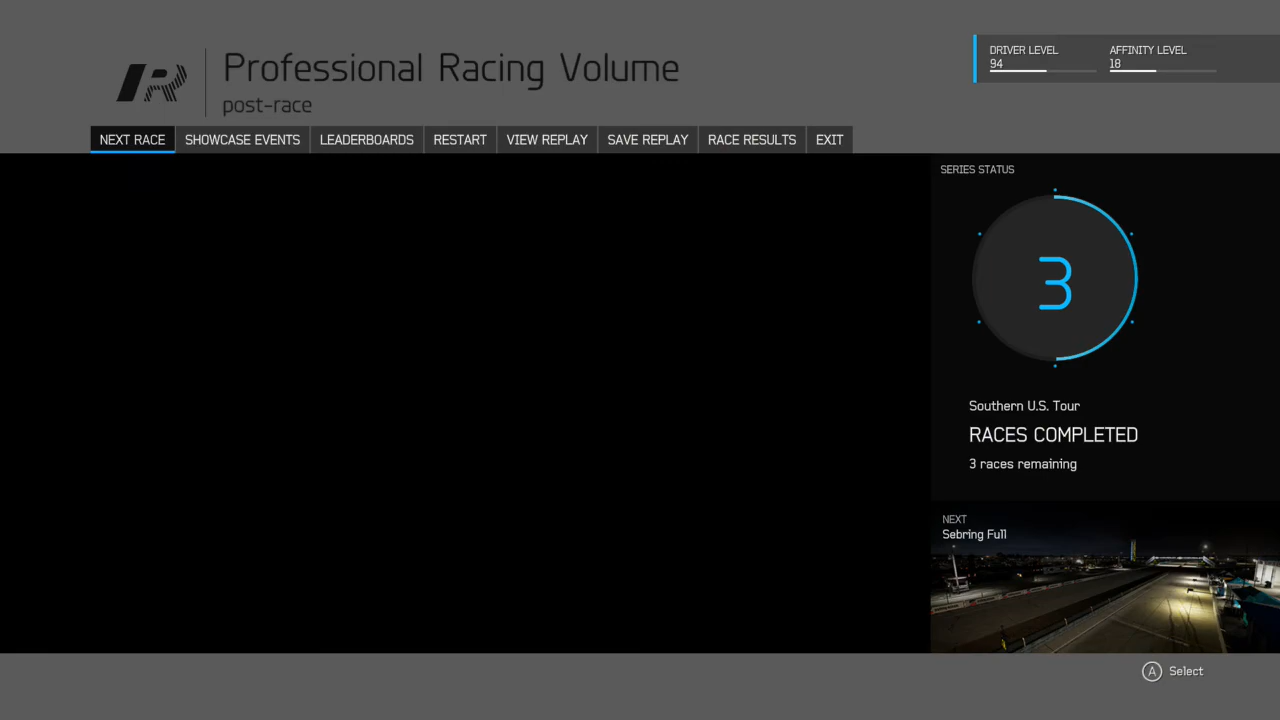 Professional Racing Volume
post-race
DRIVER LEVEL
94
AFFINITY LEVEL
18
NEXT RACE
SHOWCASE EVENTS
LEADERBOARDS
RESTART
VIEW REPLAY
SAVE REPLAY
RACE RESULTS
EXIT
SERIES STATUS
3
Southern U.S. Tour
RACES COMPLETED
3 races remaining
NEXT
Sebring Full
A Select